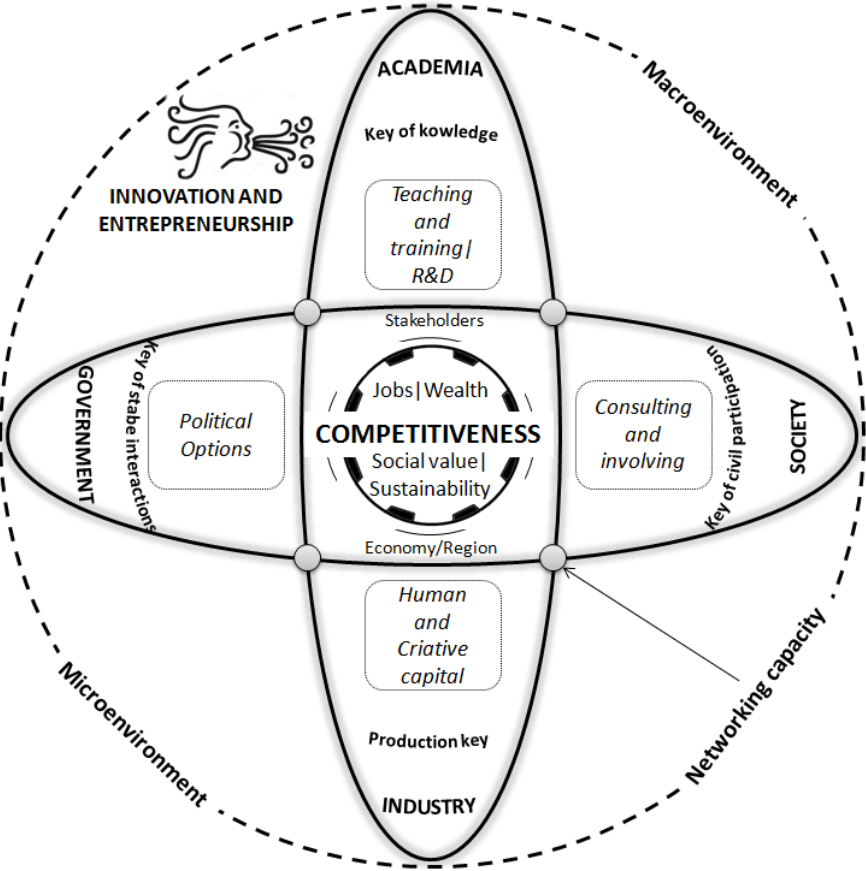 ACADEMIA
Key of kowledge
Macroenvironment
INNOVATION AND
ENTREPRENEURSHIP
Teaching
and
training|
R&D
Stakeholders
GOVERNMENT
Key of stabe interactions
Political
Options
Jobs|Wealth
COMPETITIVENESS
Social value|
Sustainability
Economy/Region
Consulting
and
involving
Key of civil participation
SOCIETY
Human
and
Criative
capital
Production key
INDUSTRY
Microenvironment
Networking capacity